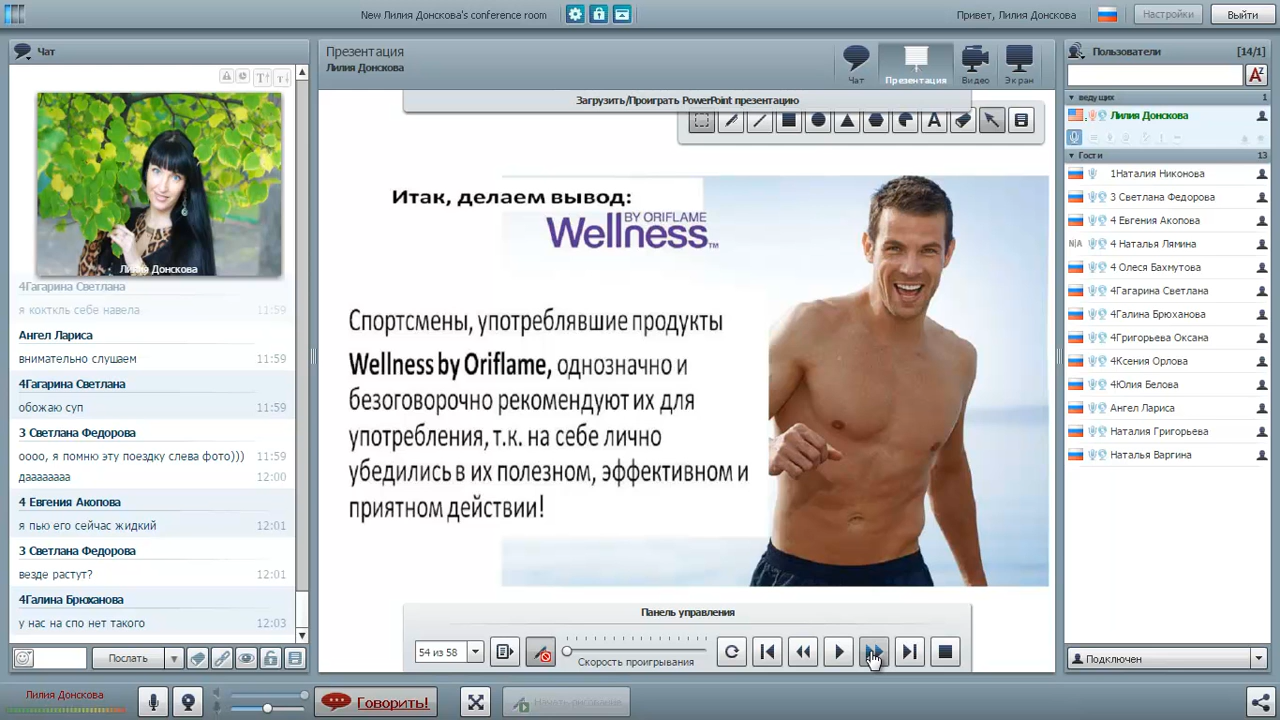 New Лилия Донскова's conference room
Привет, Лилия Донскова
Настройки
Выйти
Чат
Лилия Донскова
4Гагарина Светлана
я кокткль себе навела 11:59
Ангел Лариса
внимательно слушаем 11:59
4Гагарина Светлана
обожаю суп 11:59
3 Светлана Федорова
оооо, я помню эту поездку слева фото))) 11:59
дааааааaa 12:00
4 Евгения Акопова
я пью его сейчас жидкий 12:01
3 Светлана Федорова
везде растут? 12:01
4Галина Брюханова
у нас на спо нет такого 12:03
Послать
Презентация
Лилия Донскова
Чат
Презентация
Видео
Экран
Загрузить/Проиграть PowerPoint презентацию
Итак, делаем вывод:
BY ORIFLAME
Wellness™
Спортсмены, употреблявшие продукты
Wellness by Oriflame, однозначно и
безоговорочно рекомендуют их для
употребления, т.к. на себе лично
убедились в их полезном, эффективном и
приятном действии!
Панель управления
54 из 58
Скорость проигрывания
Пользователи [14/1]
ведущих 1
Лилия Донскова
Гости 13
1Наталия Никонова
3 Светлана Федорова
4 Евгения Акопова
N|A 4 Наталья Лямина
4 Олеся Бахмутова
4Гагарина Светлана
4Галина Брюханова
4Григорьева Оксана
4Ксения Орлова
4Юлия Белова
Ангел Лариса
Наталия Григорьева
Наталья Варгина
Подключен
Лилия Донскова
Говорить!